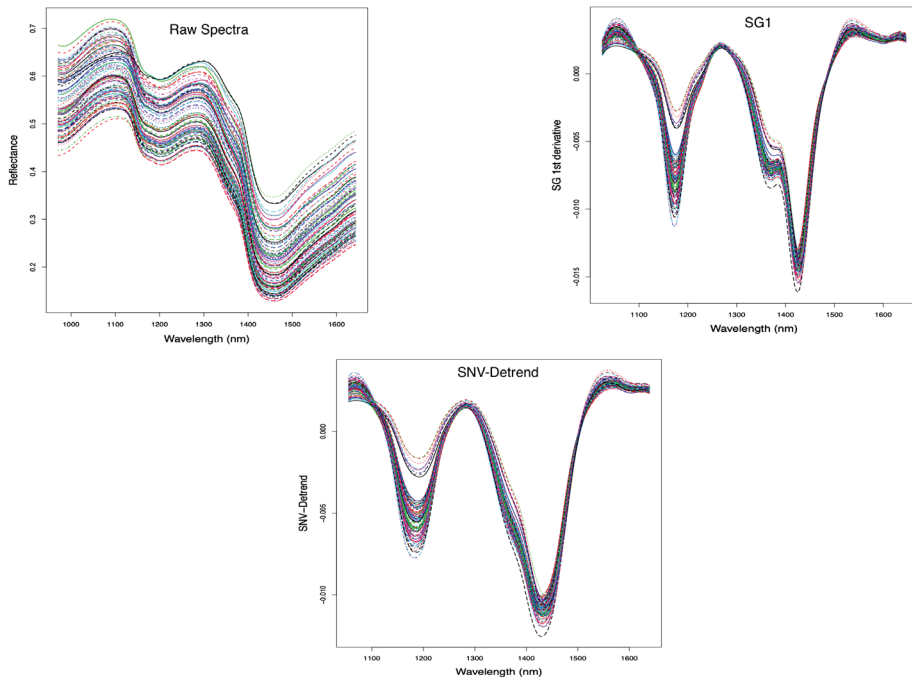 Raw Spectra
Reflectance
0.7
0.6
0.5
0.4
0.3
0.2
1000 1100 1200 1300 1400 1500 1600
Wavelength (nm)
SG1
SG 1st derivative
0.000
−0.005
−0.010
−0.015
1100 1200 1300 1400 1500 1600
Wavelength (nm)
SNV-Detrend
SNV−Detrend
0.000
−0.005
−0.010
1100 1200 1300 1400 1500 1600
Wavelength (nm)